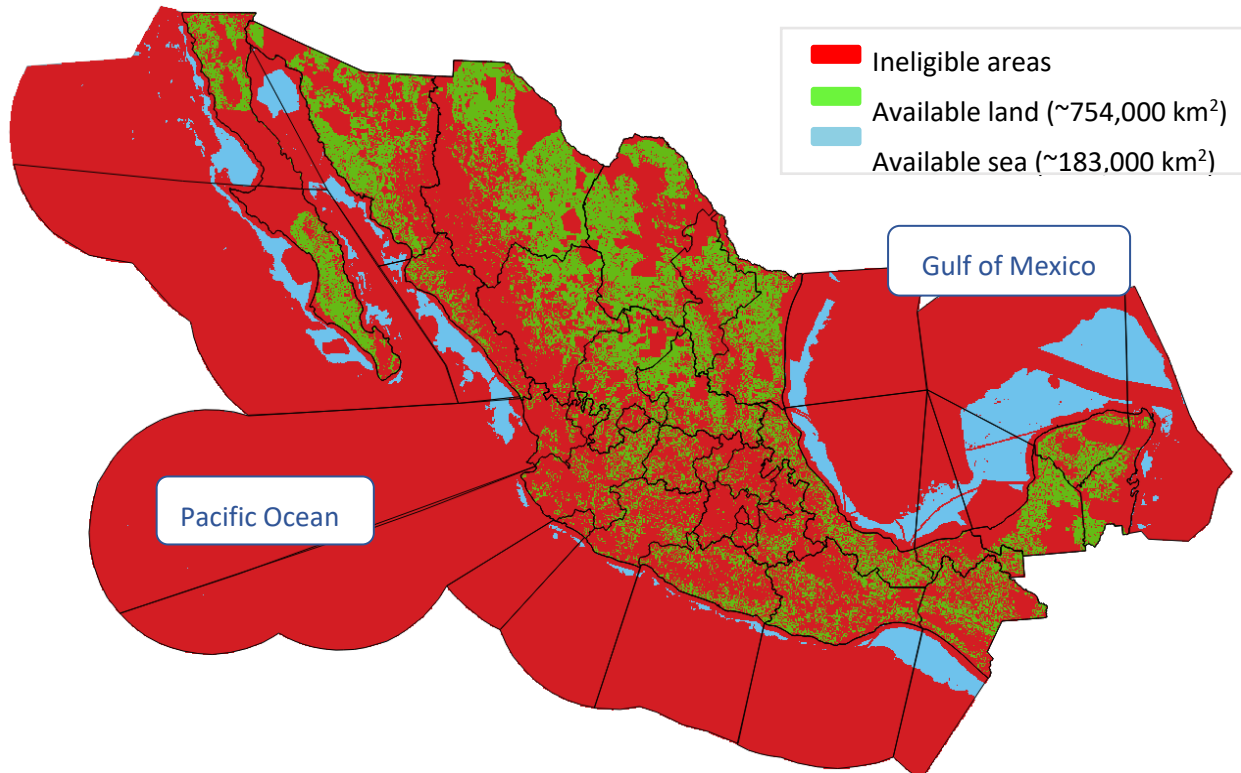 Ineligible areas
Available land (~754,000 km²)
Available sea (~183,000 km²)
Gulf of Mexico
Pacific Ocean